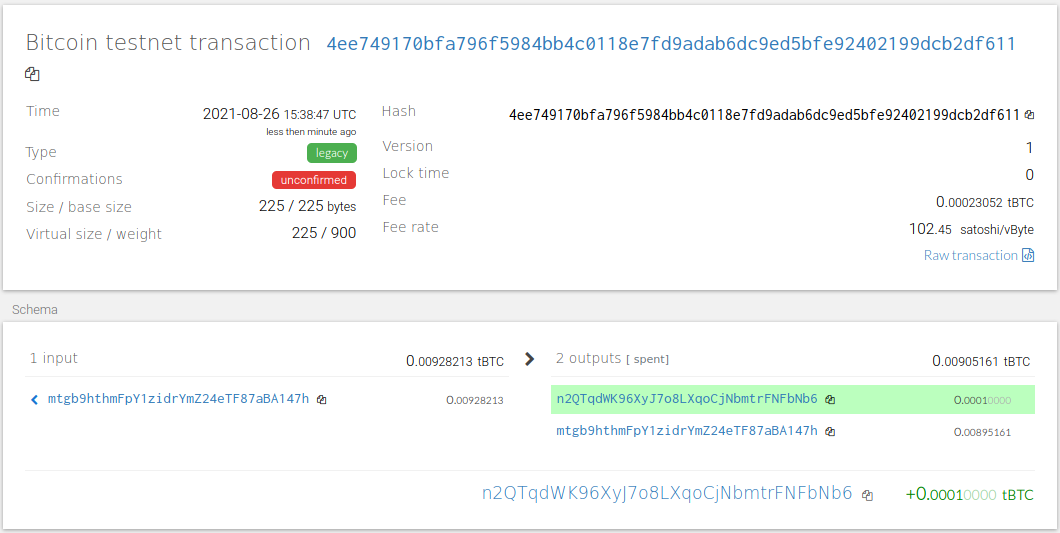 Bitcoin testnet transaction 4ee749170bfa796f5984bb4c0118e7fd9adab6dc9ed5bfe92402199dcb2df611
Time 2021-08-26 15:38:47 UTC
less then minute ago
Type legacy
Confirmations unconfirmed
Size / base size 225 / 225 bytes
Virtual size / weight 225 / 900
Hash 4ee749170bfa796f5984bb4c0118e7fd9adab6dc9ed5bfe92402199dcb2df611
Version 1
Lock time 0
Fee 0.00023052 tBTC
Fee rate 102.45 satoshi/vByte
Raw transaction
Schema
1 input 0.00928213 tBTC
mtgb9hthmFpY1zidrYmZ24eTF87aBA147h 0.00928213
2 outputs [ spent] 0.00905161 tBTC
n2QTqdWK96XyJ7o8LXqoCjNbmtrFNFbNb6 0.00010000
mtgb9hthmFpY1zidrYmZ24eTF87aBA147h 0.00895161
n2QTqdWK96XyJ7o8LXqoCjNbmtrFNFbNb6 +0.00010000 tBTC